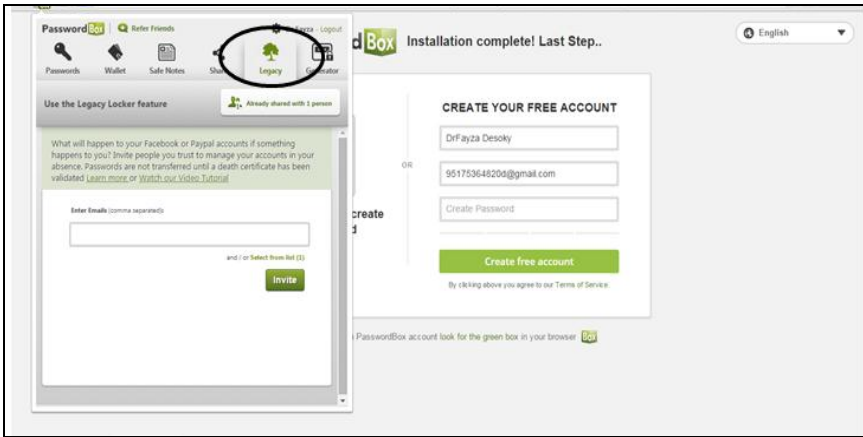 Password Box Refer Friends
Fayza - Logout
Passwords Wallet Safe Notes Legacy
Use the Legacy Locker feature
Already shared with 1 person
What will happen to your Facebook or Paypal accounts if something
happens to you? Invite people you trust to manage your accounts in your
absence. Passwords are not transferred until a death certificate has been
validated Learn more or Watch our Video Tutorial
Enter Emails (comma separated):
and / or Select from list (1)
Invite
d Box Installation complete! Last Step..
English
CREATE YOUR FREE ACCOUNT
DrFayza Desoky
OR
95175364820d@gmail.com
create
d
Create Password
Create free account
By clicking above you agree to our Terms of Service.
PasswordBox account look for the green box in your browser Box